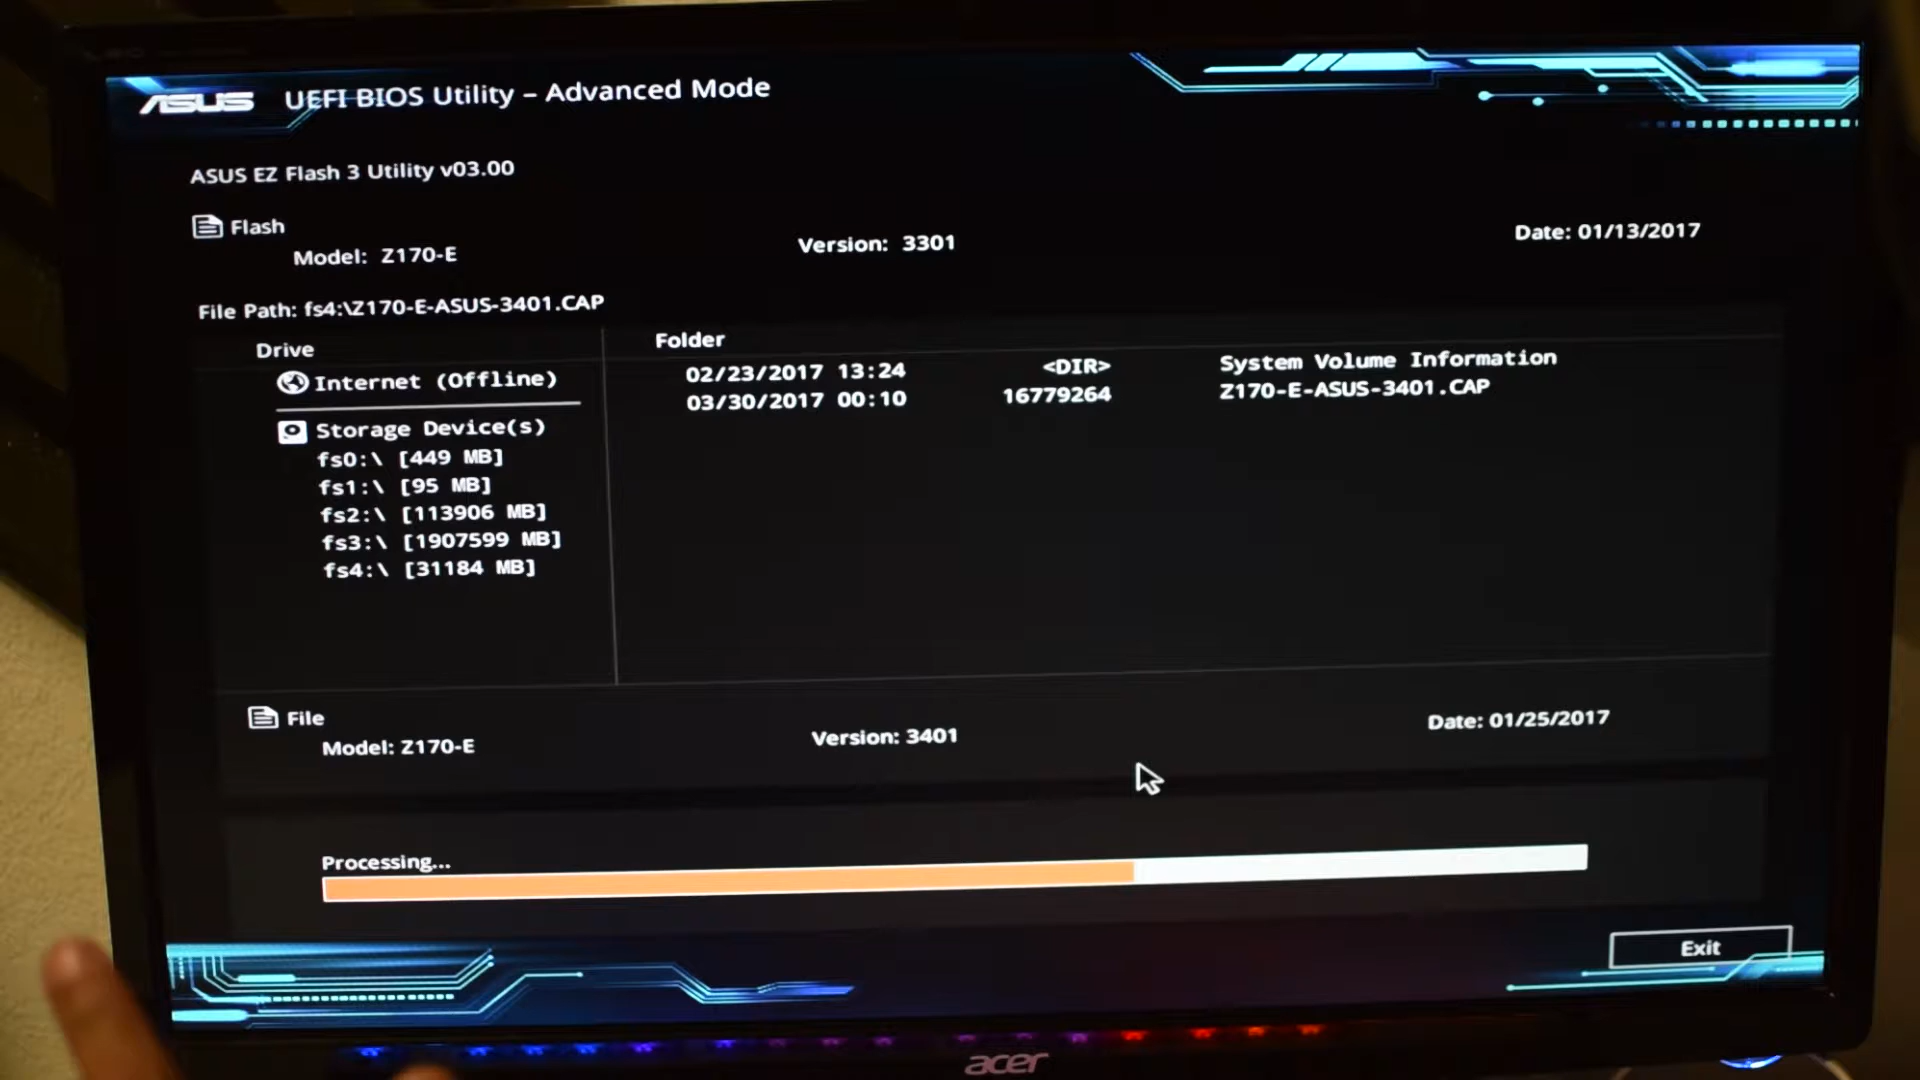 ASUS UEFI BIOS Utility – Advanced Mode
ASUS EZ Flash 3 Utility v03.00
Flash
Model: Z170-E Version: 3301 Date: 01/13/2017
File Path: fs4:\Z170-E-ASUS-3401.CAP
Drive Folder
Internet (Offline) 02/23/2017 13:24 <DIR> System Volume Information
03/30/2017 00:10 16779264 Z170-E-ASUS-3401.CAP
Storage Device(s)
fs0:\ [449 MB]
fs1:\ [95 MB]
fs2:\ [113906 MB]
fs3:\ [1907599 MB]
fs4:\ [31184 MB]
File
Model: Z170-E Version: 3401 Date: 01/25/2017
Processing...
Exit
acer